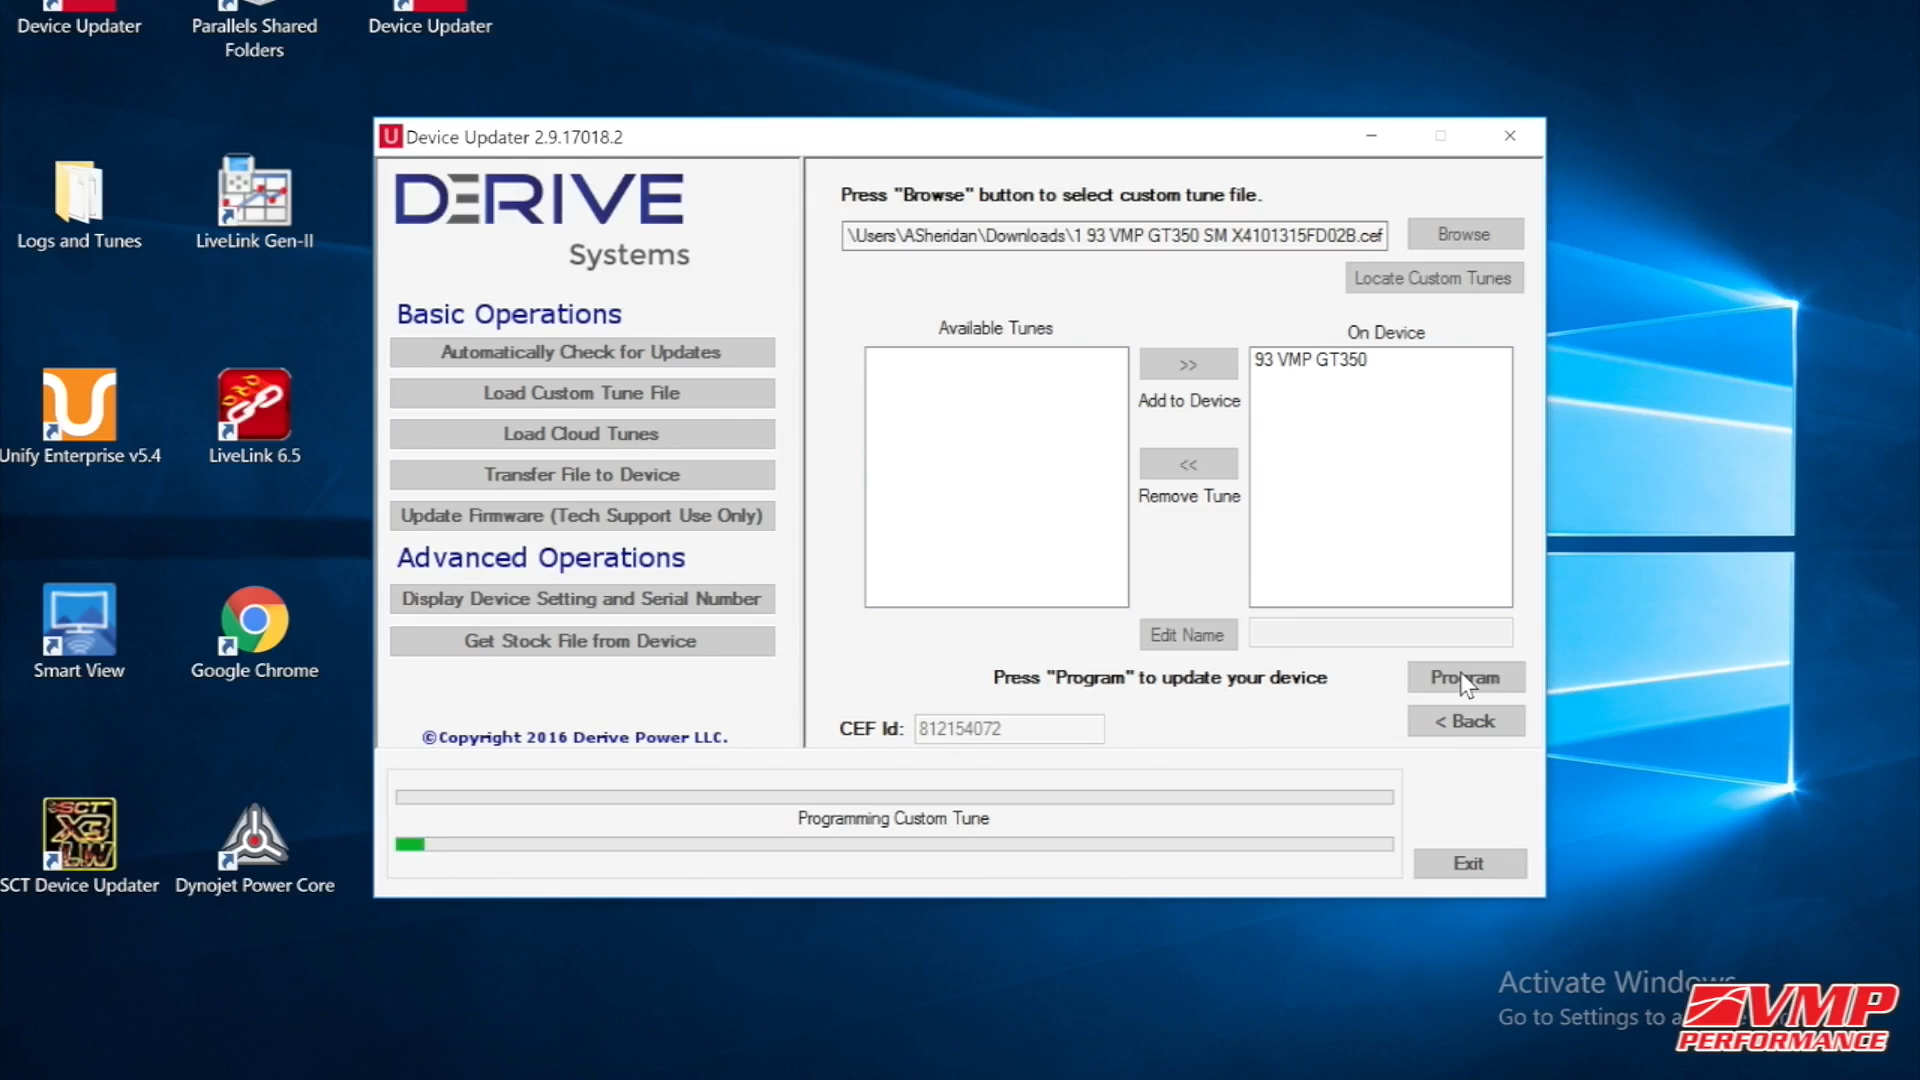 Device Updater
Parallels Shared
Folders
Device Updater
Logs and Tunes
LiveLink Gen-II
Unify Enterprise v5.4
LiveLink 6.5
Smart View
Google Chrome
SCT
X3
LW
SCT Device Updater
Dynojet Power Core
U Device Updater 2.9.17018.2
DERIVE
Systems
Basic Operations
Automatically Check for Updates
Load Custom Tune File
Load Cloud Tunes
Transfer File to Device
Update Firmware (Tech Support Use Only)
Advanced Operations
Display Device Setting and Serial Number
Get Stock File from Device
©Copyright 2016 Derive Power LLC.
Press "Browse" button to select custom tune file.
\Users\ASheridan\Downloads\1 93 VMP GT350 SM X4101315FD02B.cef
Browse
Locate Custom Tunes
Available Tunes
On Device
93 VMP GT350
>>
Add to Device
<<
Remove Tune
Edit Name
Press "Program" to update your device
Program
CEF Id: 812154072
< Back
Programming Custom Tune
Exit
Activate Windows
Go to Settings to a
VMP
PERFORMANCE